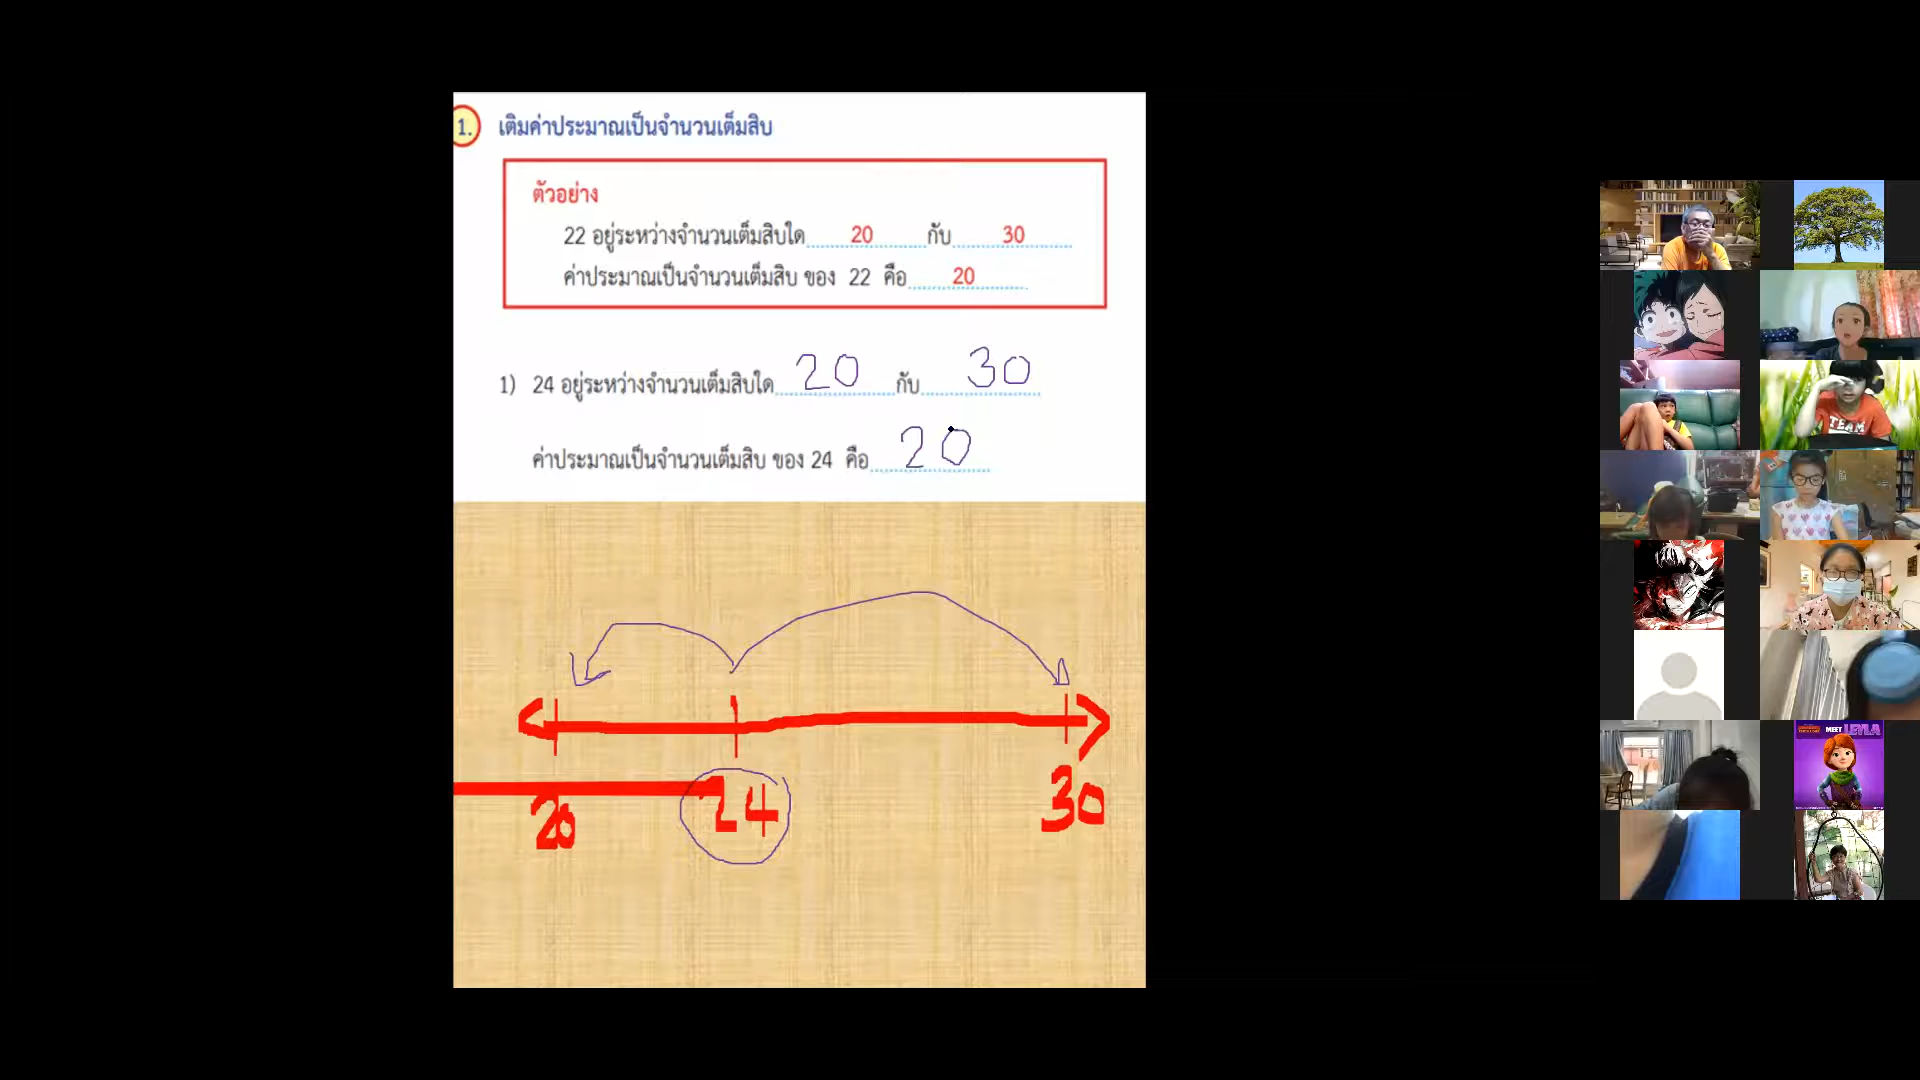 1. เติมค่าประมาณเป็นจำนวนเต็มสิบ
ตัวอย่าง
22 อยู่ระหว่างจำนวนเต็มสิบใด 20 กับ 30
ค่าประมาณเป็นจำนวนเต็มสิบ ของ 22 คือ 20
1) 24 อยู่ระหว่างจำนวนเต็มสิบใด 20 กับ 30
ค่าประมาณเป็นจำนวนเต็มสิบ ของ 24 คือ 20
20 24 30
TEAM
MEET LEYLA